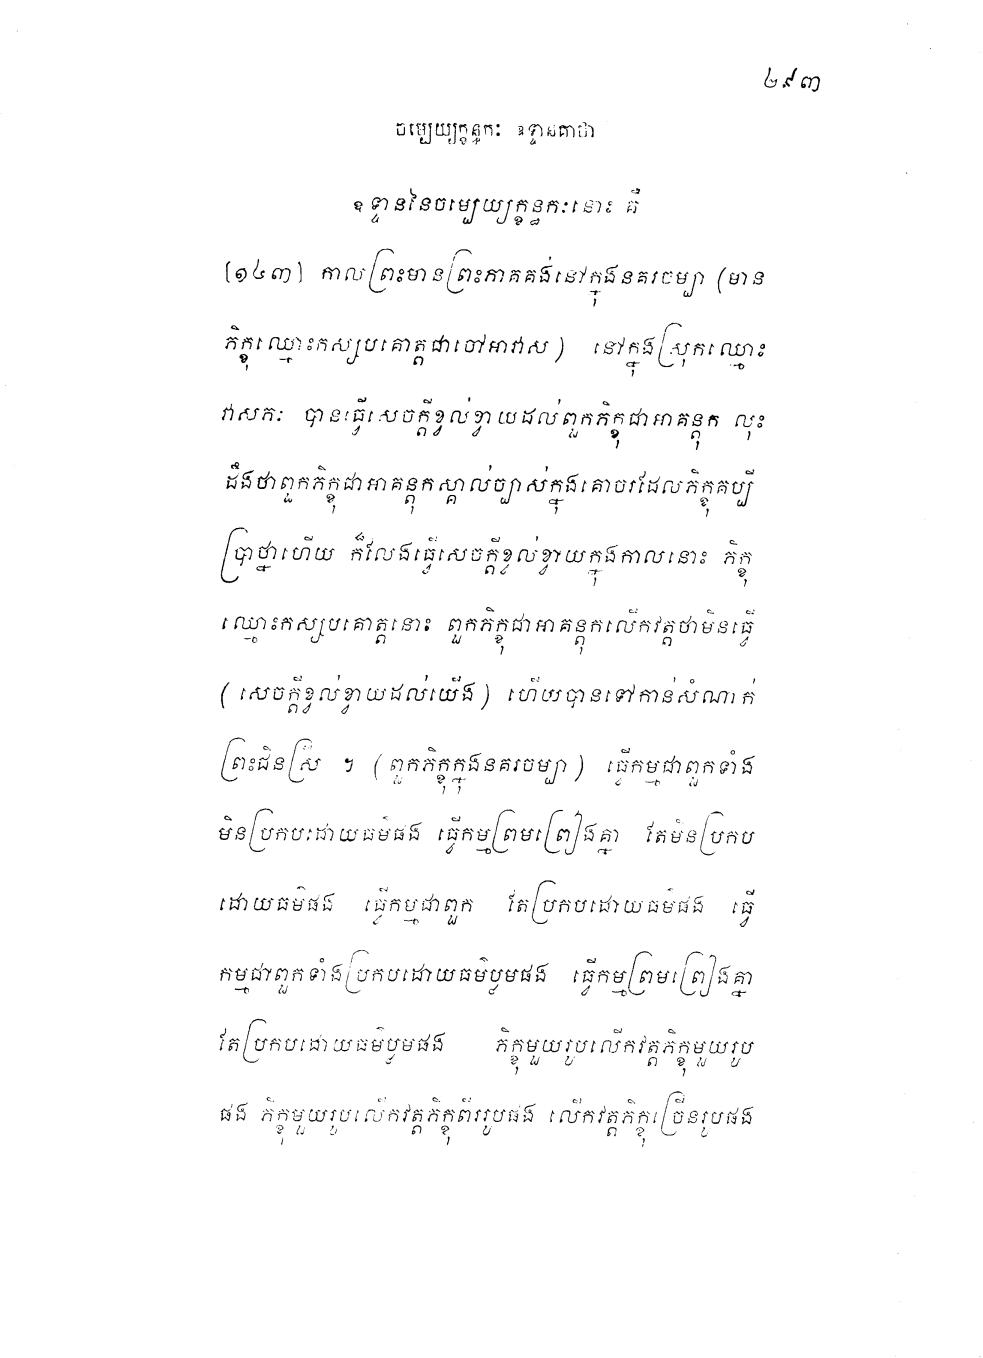 ២៩៣
ចម្បេយ្យក្ខន្ធកៈ ឧទ្ទានគាថា
ឧទ្ទាននៃចម្បេយ្យក្ខន្ធកៈនោះ គឺ
[១៤៣] កាលព្រះមានព្រះភាគគង់នៅក្នុងនគរចម្បា (មាន
ភិក្ខុឈ្មោះកស្សបគោត្តជាចៅអាវាស) នៅក្នុងស្រុកឈ្មោះ
វាសភៈ បានធ្វើសេចក្តីខ្វល់ខ្វាយដល់ពួកភិក្ខុជាអាគន្តុក លុះ
ដឹងថាពួកភិក្ខុជាអាគន្តុកស្គាល់ច្បាស់ក្នុងគោចរដែលភិក្ខុគប្បី
ប្រាថ្នាហើយ ក៏លែងធ្វើសេចក្តីខ្វល់ខ្វាយក្នុងកាលនោះ ភិក្ខុ
ឈ្មោះកស្សបគោត្តនោះ ពួកភិក្ខុជាអាគន្តុកលើកវត្តថាមិនធ្វើ
(សេចក្តីខ្វល់ខ្វាយដល់យើង) ហើយបានទៅកាន់សំណាក់
ព្រះជិនស្រី ។ (ពួកភិក្ខុក្នុងនគរចម្បា) ធ្វើកម្មជាពួកទាំង
មិនប្រកបដោយធម៌ផង ធ្វើកម្មព្រមព្រៀងគ្នា តែមិនប្រកប
ដោយធម៌ផង ធ្វើកម្មជាពួក តែប្រកបដោយធម៌ផង ធ្វើ
កម្មជាពួកទាំងប្រកបដោយធម៌ប្ឡមផង ធ្វើកម្មព្រមព្រៀងគ្នា
តែប្រកបដោយធម៌ប្ឡមផង ភិក្ខុមួយរូបលើកវត្តភិក្ខុមួយរូប
ផង ភិក្ខុមួយរូបលើកវត្តភិក្ខុពីររូបផង លើកវត្តភិក្ខុច្រើនរូបផង